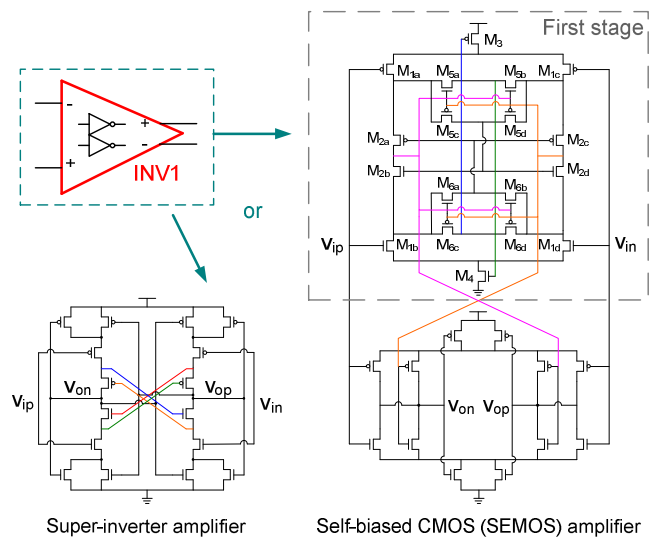 First stage
M3
M1a
M5a
M5b
M1c
-
+
+
-
INV1
M5c
M5d
M2a
M2c
M2b
M2d
or
M6a
M6b
Vip
M1b
M6c
M6d
M1d
Vin
M4
Vip
Von
Vop
Vin
Von
Vop
Super-inverter amplifier
Self-biased CMOS (SEMOS) amplifier